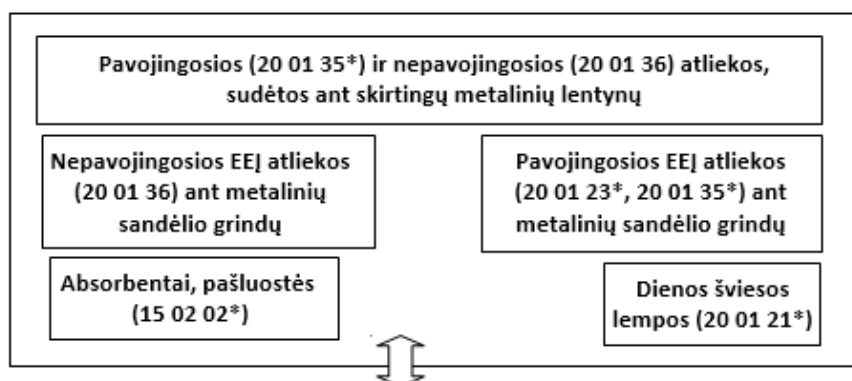 Pavojingosios (20 01 35*) ir nepavojingosios (20 01 36) atliekos,
sudėtos ant skirtingų metalinių lentynų
Nepavojingosios EEĮ atliekos
(20 01 36) ant metalinių
sandėlio grindų
Pavojingosios EEĮ atliekos
(20 01 23*, 20 01 35*) ant
metalinių sandėlio grindų
Absorbentai, pašluostės
(15 02 02*)
Dienos šviesos
lempos (20 01 21*)